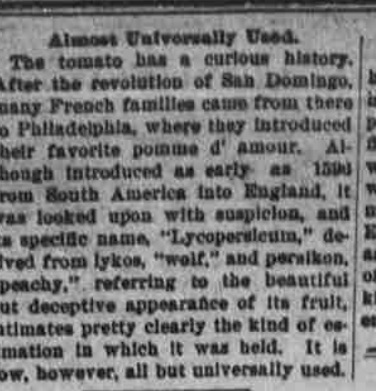 Almost Universally Used.
The tomato has a curious history.
After the revolution of San Domingo,
many French families came from there
to Philadelphia, where they introduced
their favorite pomme d' amour. Al-
though introduced as early as 1596
from South America into England, it
was looked upon with suspicion, and
its specific name, "Lycopersicum," de-
rived from lykos, "wolf," and persikon,
"peachy," referring to the beautiful
but deceptive appearance of its fruit,
intimates pretty clearly the kind of es-
timation in which it was held. It is
now, however, all but universally used.